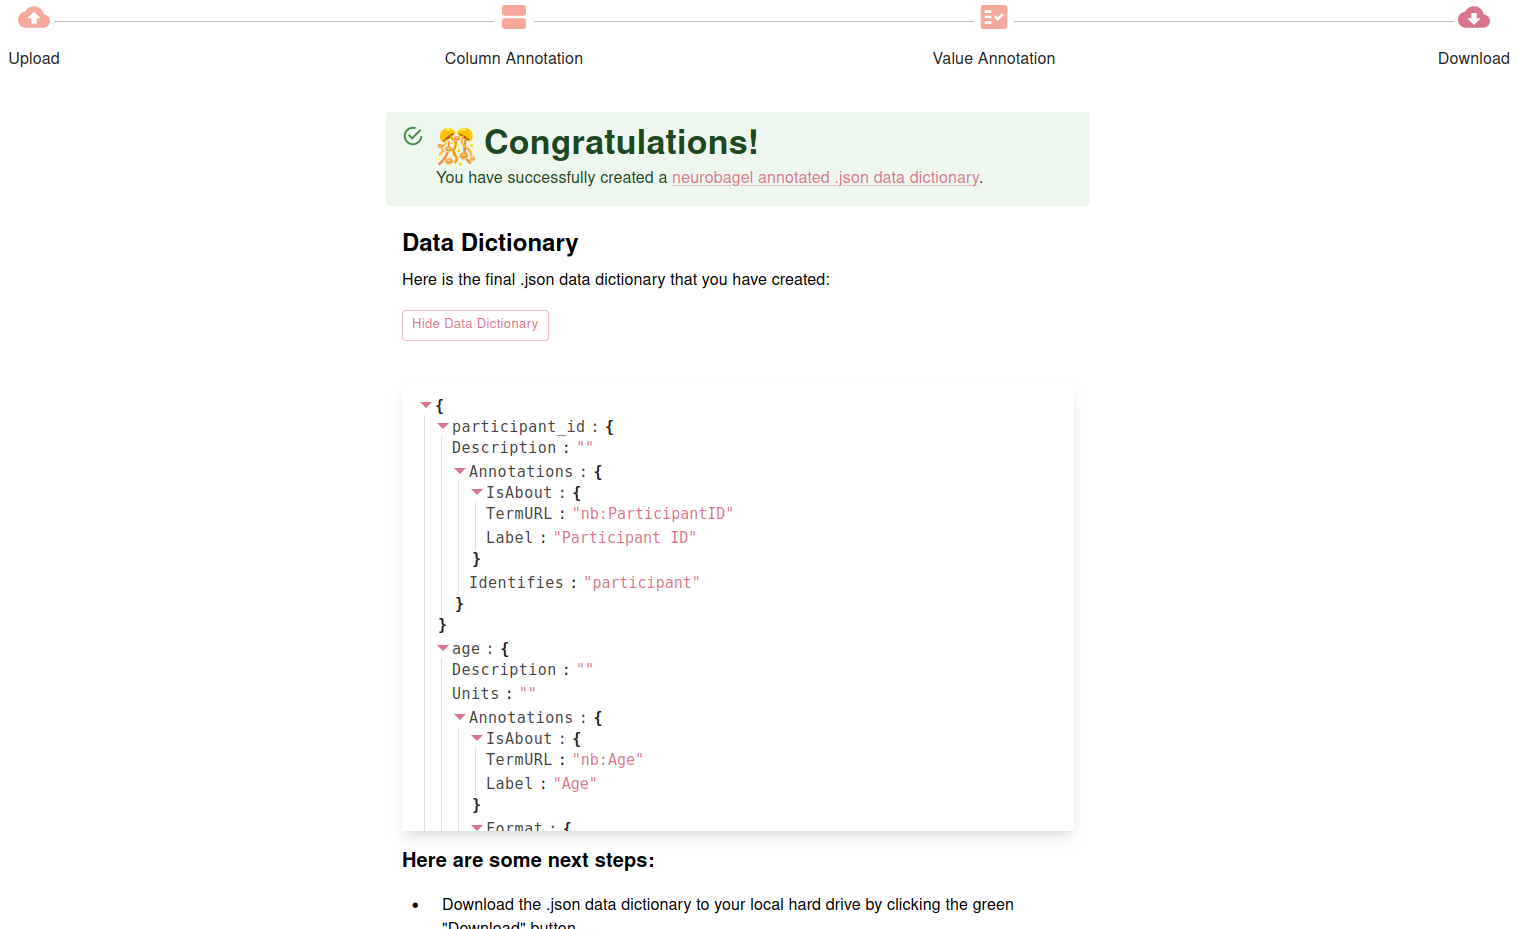 Upload
Column Annotation
Value Annotation
Download
Congratulations!
You have successfully created a neurobagel annotated .json data dictionary.
Data Dictionary
Here is the final .json data dictionary that you have created:
Hide Data Dictionary
{
participant_id : {
Description : ""
Annotations : {
IsAbout : {
TermURL : "nb:ParticipantID"
Label : "Participant ID"
}
Identifies : "participant"
}
}
age : {
Description : ""
Units : ""
Annotations : {
IsAbout : {
TermURL : "nb:Age"
Label : "Age"
}
Format : {
Here are some next steps:
• Download the .json data dictionary to your local hard drive by clicking the green
"Download" button